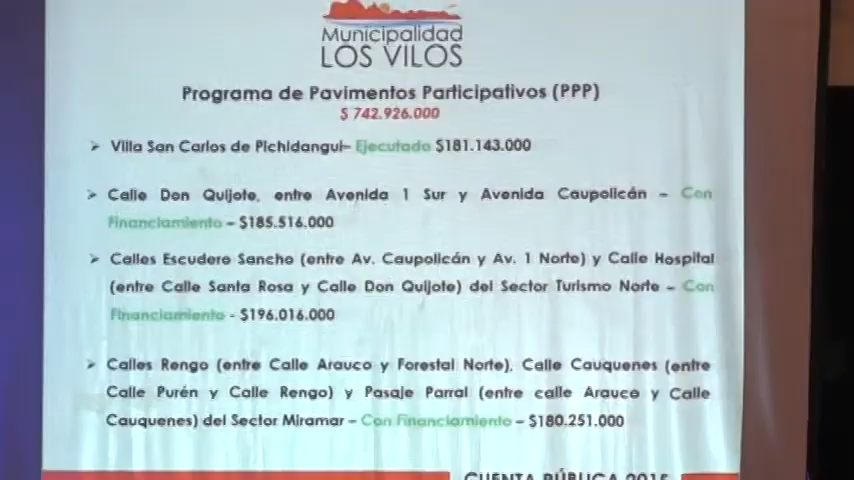 Municipalidad
LOS VILOS
Programa de Pavimentos Participativos (PPP)
$ 742.926.000
➢ Villa San Carlos de Pichidangui– Ejecutado $181.143.000
➢ Calle Don Quijote, entre Avenida 1 Sur y Avenida Caupolicán – Con
Financiamiento – $185.516.000
➢ Calles Escudero Sancho (entre Av. Caupolicán y Av. 1 Norte) y Calle Hospital
(entre Calle Santa Rosa y Calle Don Quijote) del Sector Turismo Norte – Con
Financiamiento - $196.016.000
➢ Calles Rengo (entre Calle Arauco y Forestal Norte), Calle Cauquenes (entre
Calle Purén y Calle Rengo) y Pasaje Parral (entre calle Arauco y Calle
Cauquenes) del Sector Miramar – Con Financiamiento – $180.251.000
CUENTA PÚBLICA 2015